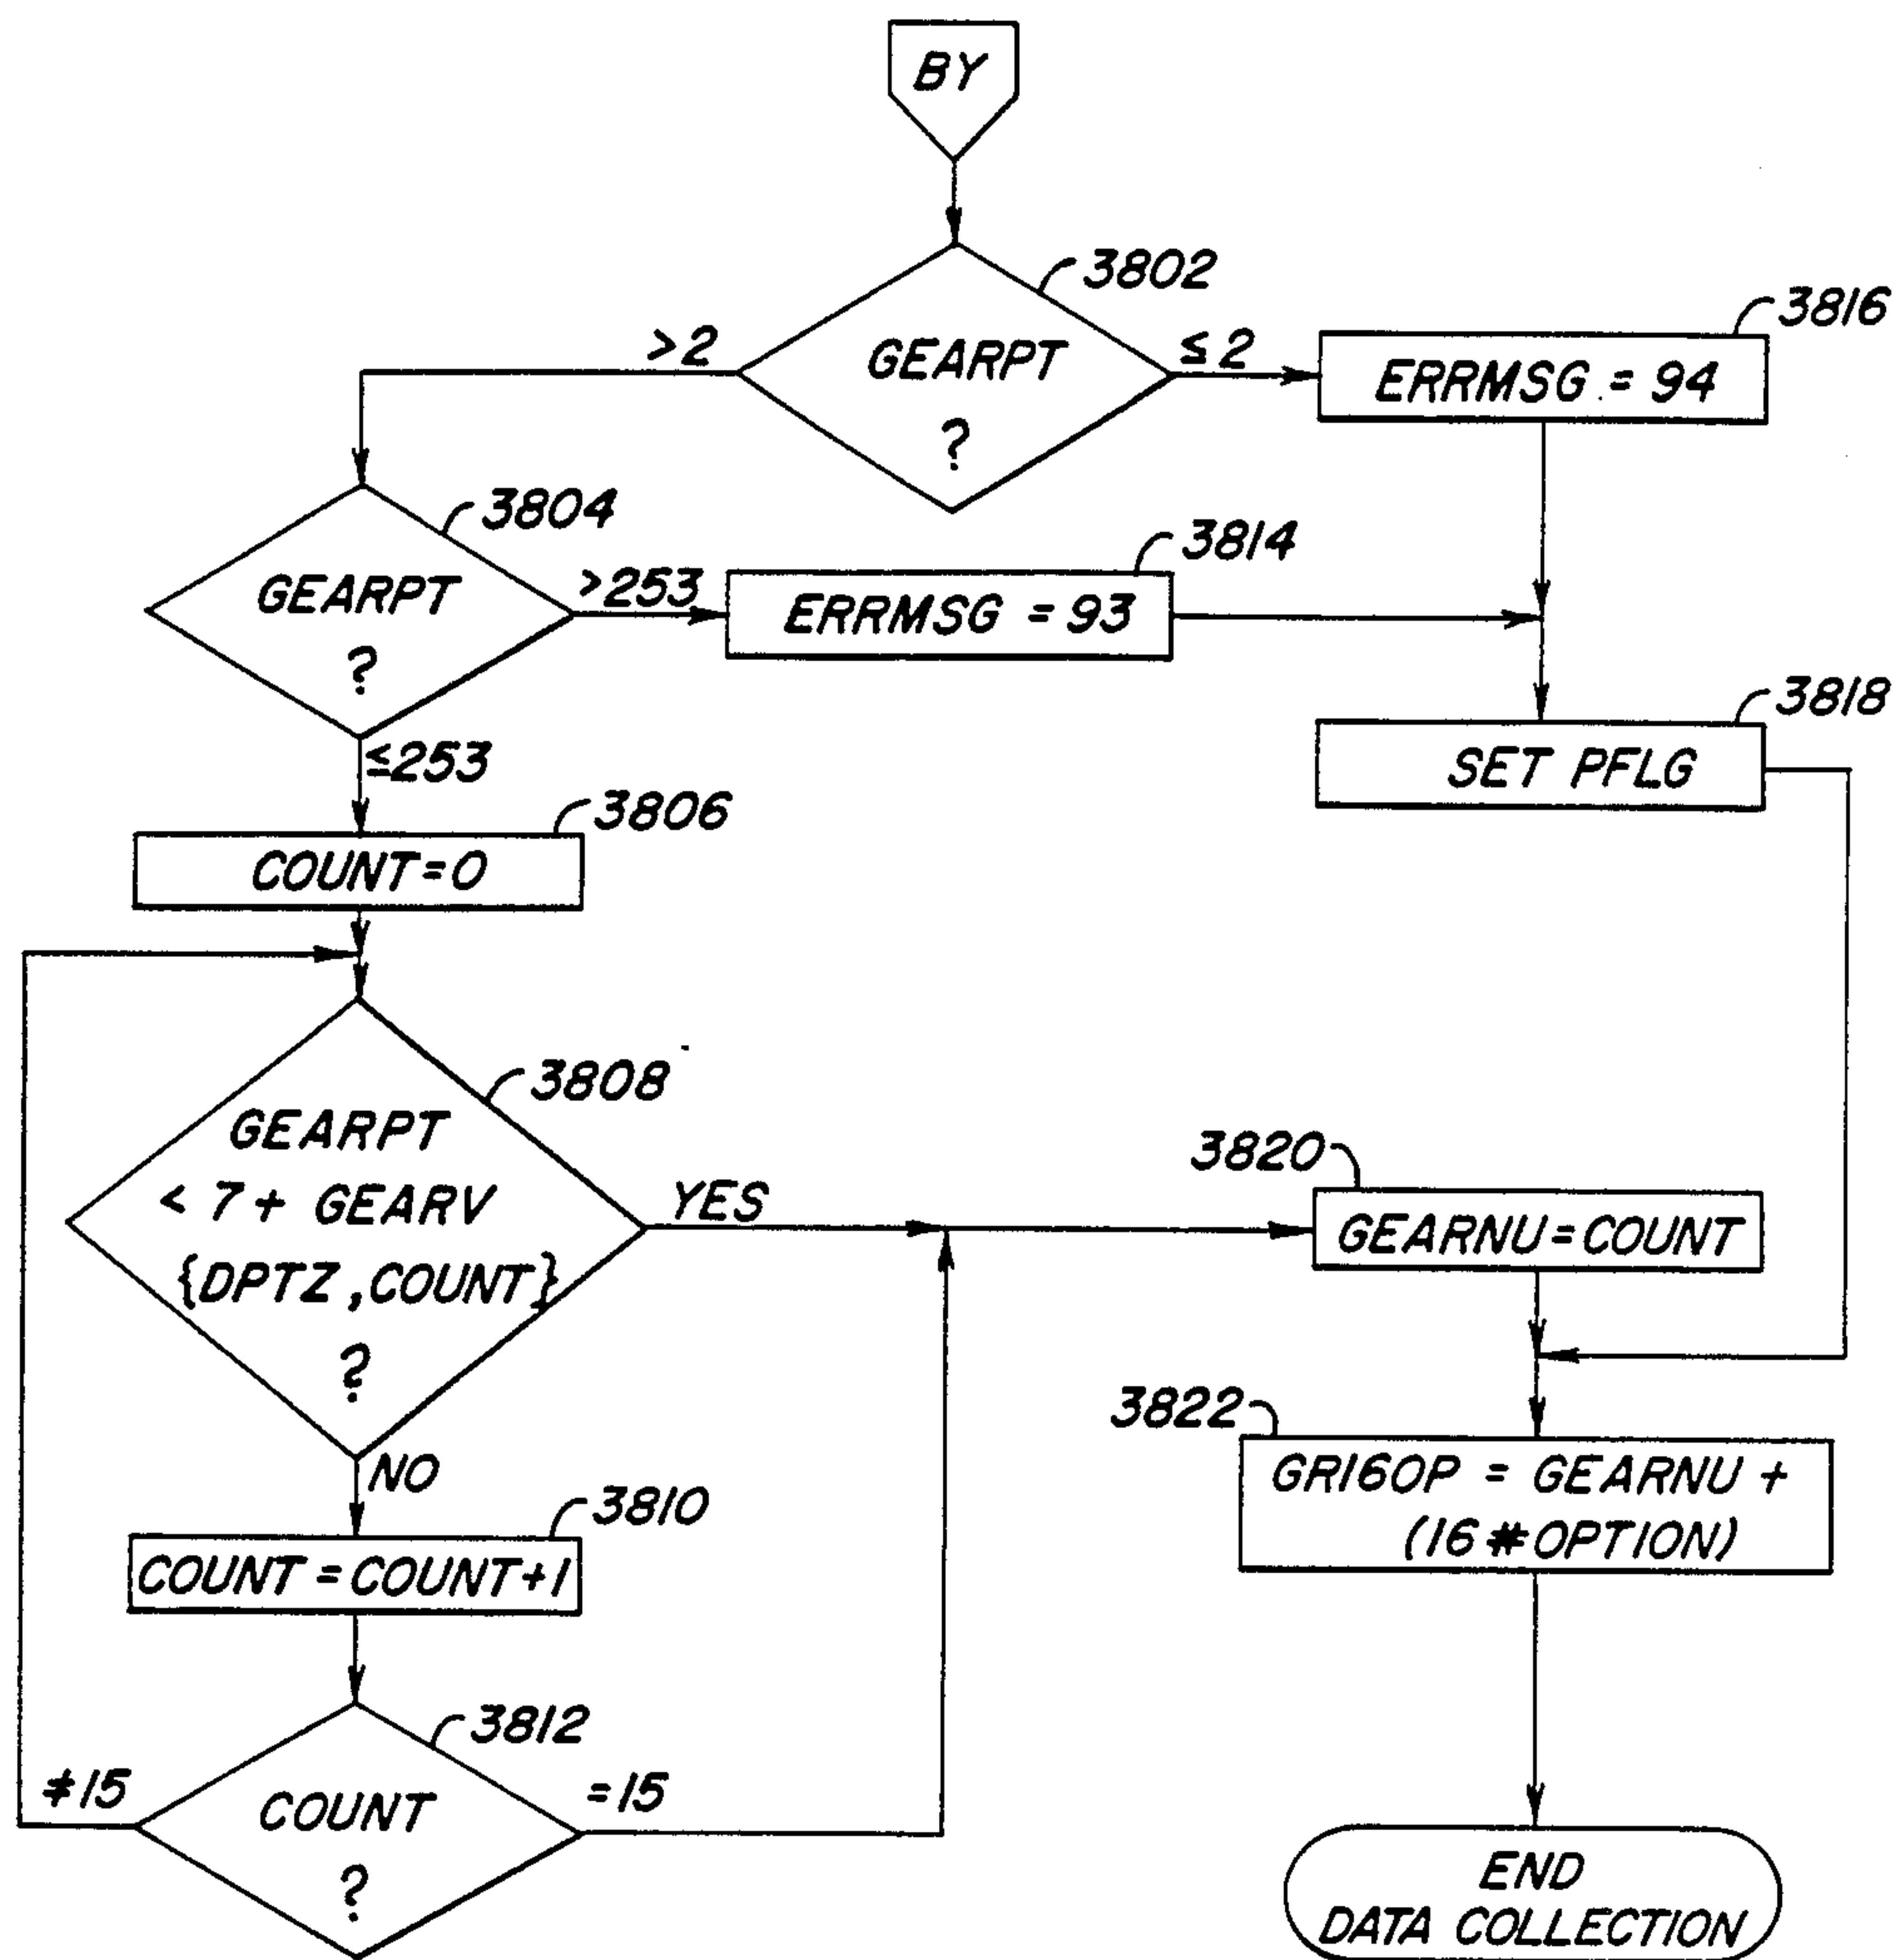 BY
3802
GEARPT
?
>2
≤2
3816
ERRMSG = 94
3804
GEARPT
?
>253
3814
ERRMSG = 93
3818
SET PFLG
≤253
3806
COUNT=0
3808
GEARPT
< 7 + GEARV
{DPTZ, COUNT}
?
YES
3820
GEARNU=COUNT
NO
3810
COUNT=COUNT+1
3822
GR16OP = GEARNU +
(16 * OPTION)
3812
COUNT
?
≠15
=15
END
DATA COLLECTION